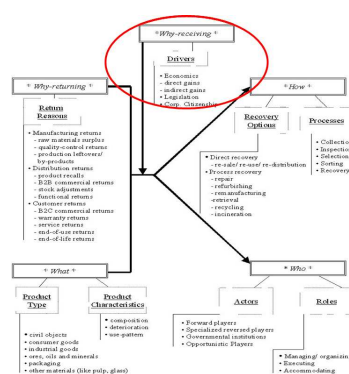 * Why-receiving *
Drivers
• Economics
- direct gains
- indirect gains
• Legislation
• Corp. Citizenship
* Why-returning *
Return
Reasons
• Manufacturing returns
- raw materials surplus
- quality-control returns
- production leftovers/
by-products
• Distribution returns
- product recalls
- B2B commercial returns
- stock adjustments
- functional returns
• Customer returns
- B2C commercial returns
- warranty returns
- service returns
- end-of-use returns
- end-of-life returns
* How *
Recovery
Options
• Direct recovery
- re-sale/ re-use/ re-distribution
• Process recovery
- repair
- refurbishing
- remanufacturing
-retrieval
- recycling
- incineration
Processes
• Collectio
• Inspectio
• Selection
• Sorting
• Recovery
* What *
Product
Type
• civil objects
• consumer goods
• industrial goods
• ores, oils and minerals
• packaging
• other materials (like pulp, glass)
Product
Characteristics
• composition
• deterioration
• use-pattern
* Who *
Actors
• Forward players
• Specialized reversed players
• Governmental institutions
• Opportunistic Players
Roles
• Managing/ organizin
• Executing
• Accommodating